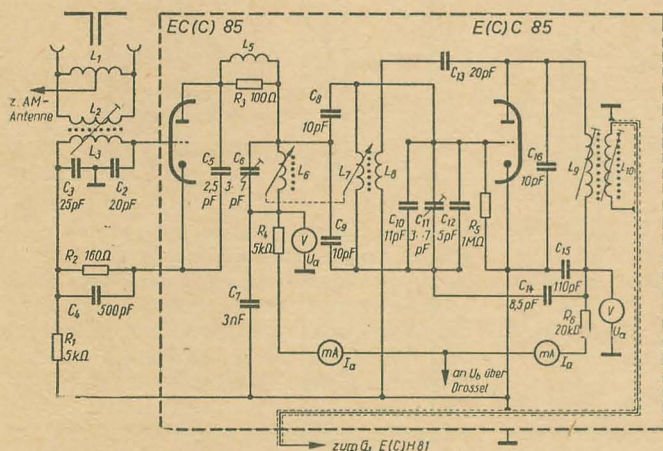 EC(C) 85
E(C)C 85
L₁
z. AM-
Antenne
L₂
L₃
C₃
25pF
C₂
20pF
R₂ 160Ω
C₄
500pF
R₁
5kΩ
L₅
R₃ 100Ω
C₅
2,5
pF
C₆
3··7
pF
L₆
R₄
5kΩ
V
Uₐ
C₇
3nF
C₈
10pF
C₉
10pF
L₇
L₈
C₁₃ 20pF
C₁₀
11pF
C₁₁
3··7
pF
C₁₂
5pF
R₅
1MΩ
C₁₆
10pF
L₉
L₁₀
C₁₅
110pF
C₁₄
8,5pF
R₆
20kΩ
V
Uₐ
mA
Iₐ
mA
Iₐ
an U_b über
Drossel
zum G₁ E(C)H81